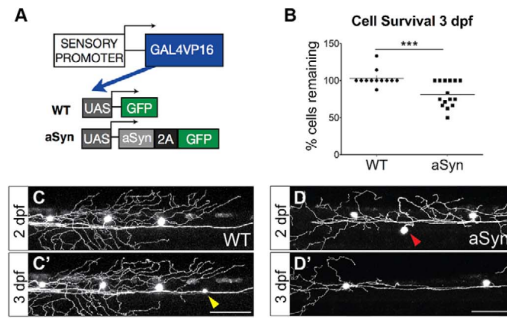 A
SENSORY
PROMOTER
GAL4VP16
WT
UAS
GFP
aSyn
UAS
aSyn
2A
GFP
B
Cell Survival 3 dpf
% cells remaining
150
100
50
0
***
WT
aSyn
C
2 dpf
WT
C'
3 dpf
D
2 dpf
aSyn
D'
3 dpf